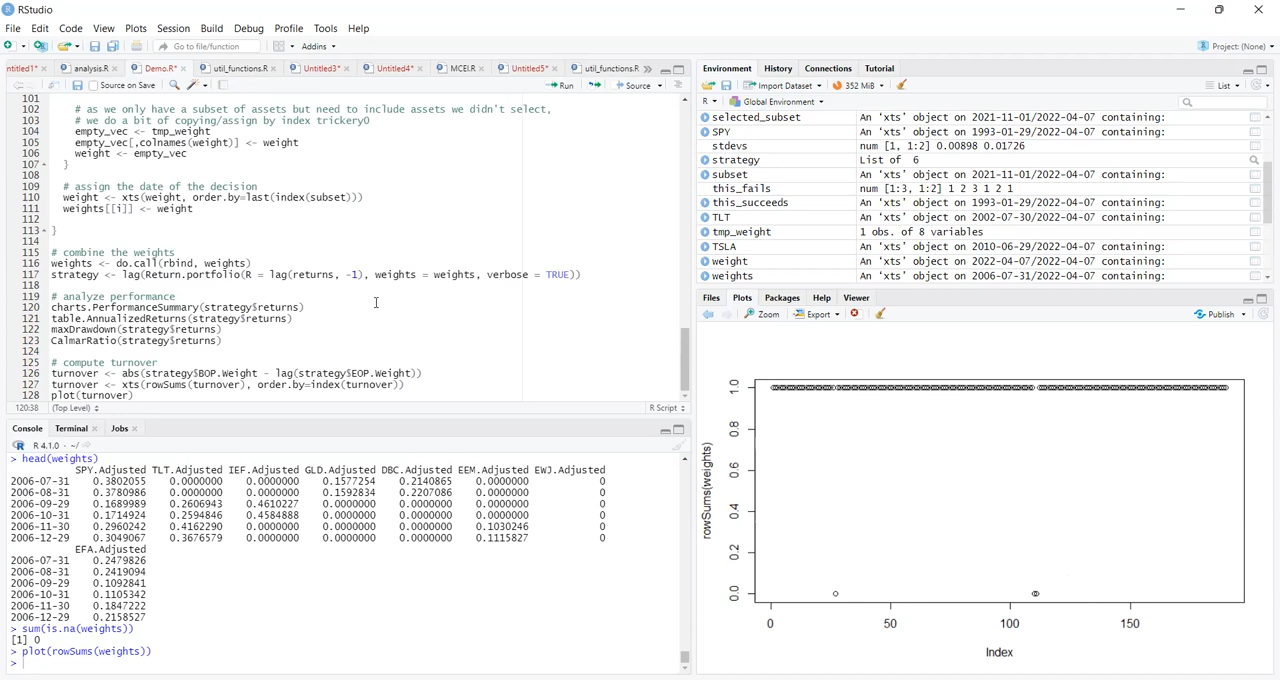 RStudio
File Edit Code View Plots Session Build Debug Profile Tools Help
Go to file/function Addins Project: (None)
ntitled1* analysis.R Demo.R* util_functions.R Untitled3* Untitled4* MCEI.R Untitled5* util_functions.R
Source on Save Run Source
101
102 # as we only have a subset of assets but need to include assets we didn't select,
103 # we do a bit of copying/assign by index trickery0
104 empty_vec <- tmp_weight
105 empty_vec[,colnames(weight)] <- weight
106 weight <- empty_vec
107 }
108
109 # assign the date of the decision
110 weight <- xts(weight, order.by=last(index(subset)))
111 weights[[i]] <- weight
112
113 }
114
115 # combine the weights
116 weights <- do.call(rbind, weights)
117 strategy <- lag(Return.portfolio(R = lag(returns, -1), weights = weights, verbose = TRUE))
118
119 # analyze performance
120 charts.PerformanceSummary(strategy$returns)
121 table.AnnualizedReturns(strategy$returns)
122 maxDrawdown(strategy$returns)
123 CalmarRatio(strategy$returns)
124
125 # compute turnover
126 turnover <- abs(strategy$BOP.Weight - lag(strategy$EOP.Weight))
127 turnover <- xts(rowSums(turnover), order.by=index(turnover))
128 plot(turnover)
120:38 (Top Level) R Script
Console Terminal Jobs
R 4.1.0 · ~/
> head(weights)
SPY.Adjusted TLT.Adjusted IEF.Adjusted GLD.Adjusted DBC.Adjusted EEM.Adjusted EWJ.Adjusted
2006-07-31 0.3802055 0.0000000 0.0000000 0.1577254 0.2140865 0.0000000 0
2006-08-31 0.3780986 0.0000000 0.0000000 0.1592834 0.2207086 0.0000000 0
2006-09-29 0.1689989 0.2606943 0.4610227 0.0000000 0.0000000 0.0000000 0
2006-10-31 0.1714924 0.2594846 0.4584888 0.0000000 0.0000000 0.0000000 0
2006-11-30 0.2960242 0.4162290 0.0000000 0.0000000 0.0000000 0.1030246 0
2006-12-29 0.3049067 0.3676579 0.0000000 0.0000000 0.0000000 0.1115827 0
EFA.Adjusted
2006-07-31 0.2479826
2006-08-31 0.2419094
2006-09-29 0.1092841
2006-10-31 0.1105342
2006-11-30 0.1847222
2006-12-29 0.2158527
> sum(is.na(weights))
[1] 0
> plot(rowSums(weights))
>
Environment History Connections Tutorial
Import Dataset 352 MiB List
R Global Environment
selected_subset An 'xts' object on 2021-11-01/2022-04-07 containing:
SPY An 'xts' object on 1993-01-29/2022-04-07 containing:
stdevs num [1, 1:2] 0.00898 0.01726
strategy List of 6
subset An 'xts' object on 2021-11-01/2022-04-07 containing:
this_fails num [1:3, 1:2] 1 2 3 1 2 1
this_succeeds An 'xts' object on 1993-01-29/2022-04-07 containing:
TLT An 'xts' object on 2002-07-30/2022-04-07 containing:
tmp_weight 1 obs. of 8 variables
TSLA An 'xts' object on 2010-06-29/2022-04-07 containing:
weight An 'xts' object on 2022-04-07/2022-04-07 containing:
weights An 'xts' object on 2006-07-31/2022-04-07 containing:
Files Plots Packages Help Viewer
Zoom Export Publish
rowSums(weights)
1.0
0.8
0.6
0.4
0.2
0.0
0 50 100 150
Index